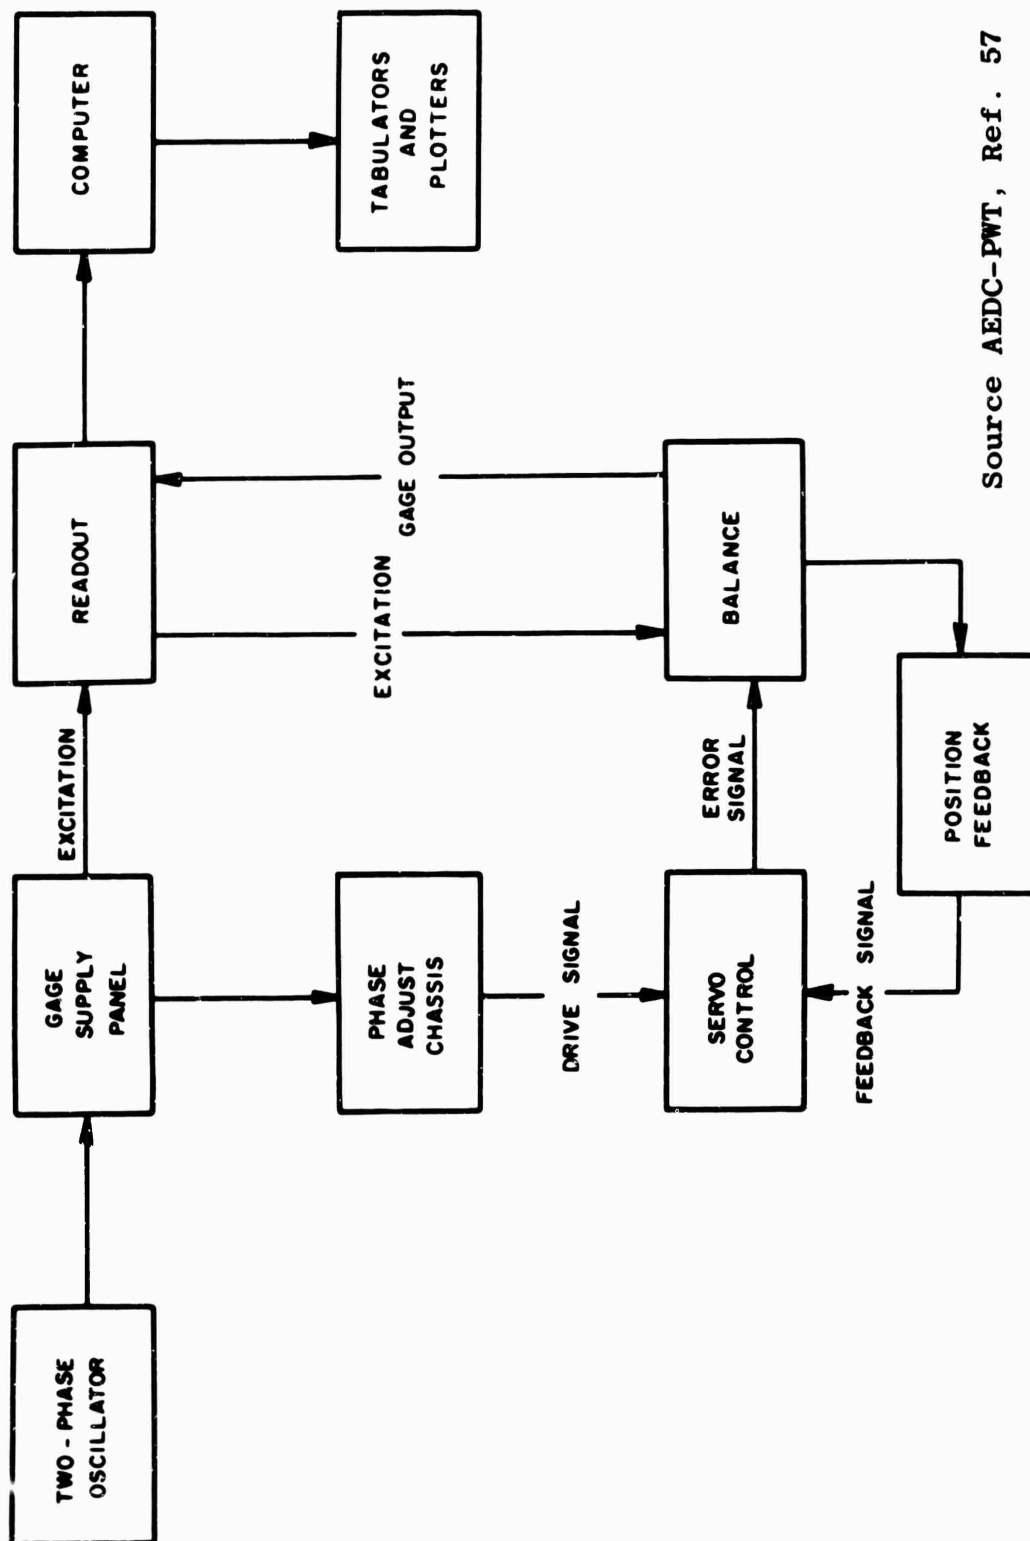 TWO-PHASE
OSCILLATOR
GAGE
SUPPLY
PANEL
EXCITATION
READOUT
COMPUTER
PHASE
ADJUST
CHASSIS
TABULATORS
AND
PLOTTERS
DRIVE SIGNAL
EXCITATION
GAGE OUTPUT
SERVO
CONTROL
ERROR
SIGNAL
BALANCE
FEEDBACK SIGNAL
POSITION
FEEDBACK
Source AEDC-PWT, Ref. 57